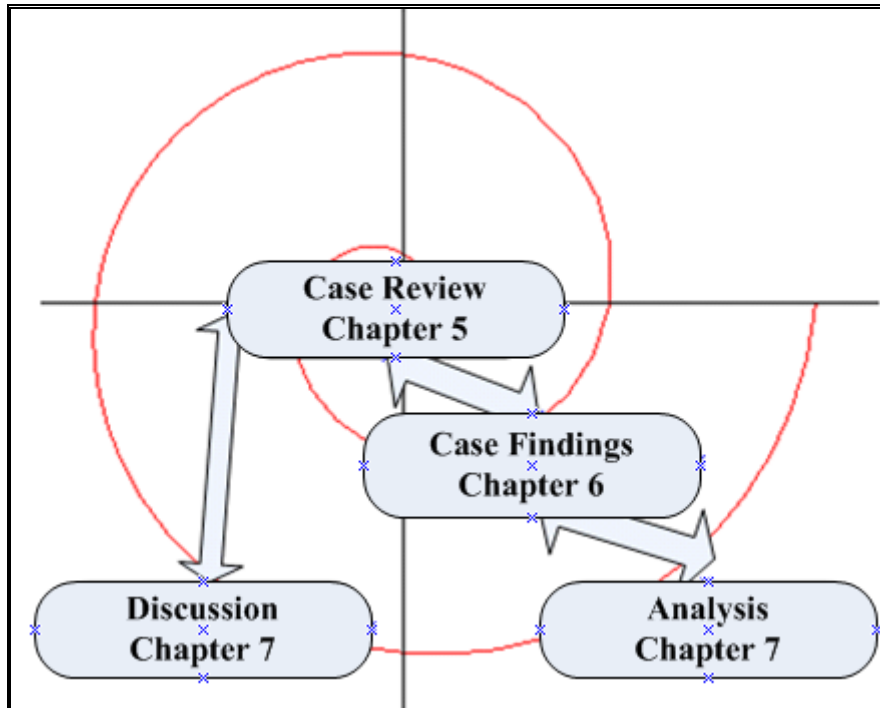 Case Review
Chapter 5
Case Findings
Chapter 6
Discussion
Chapter 7
Analysis
Chapter 7